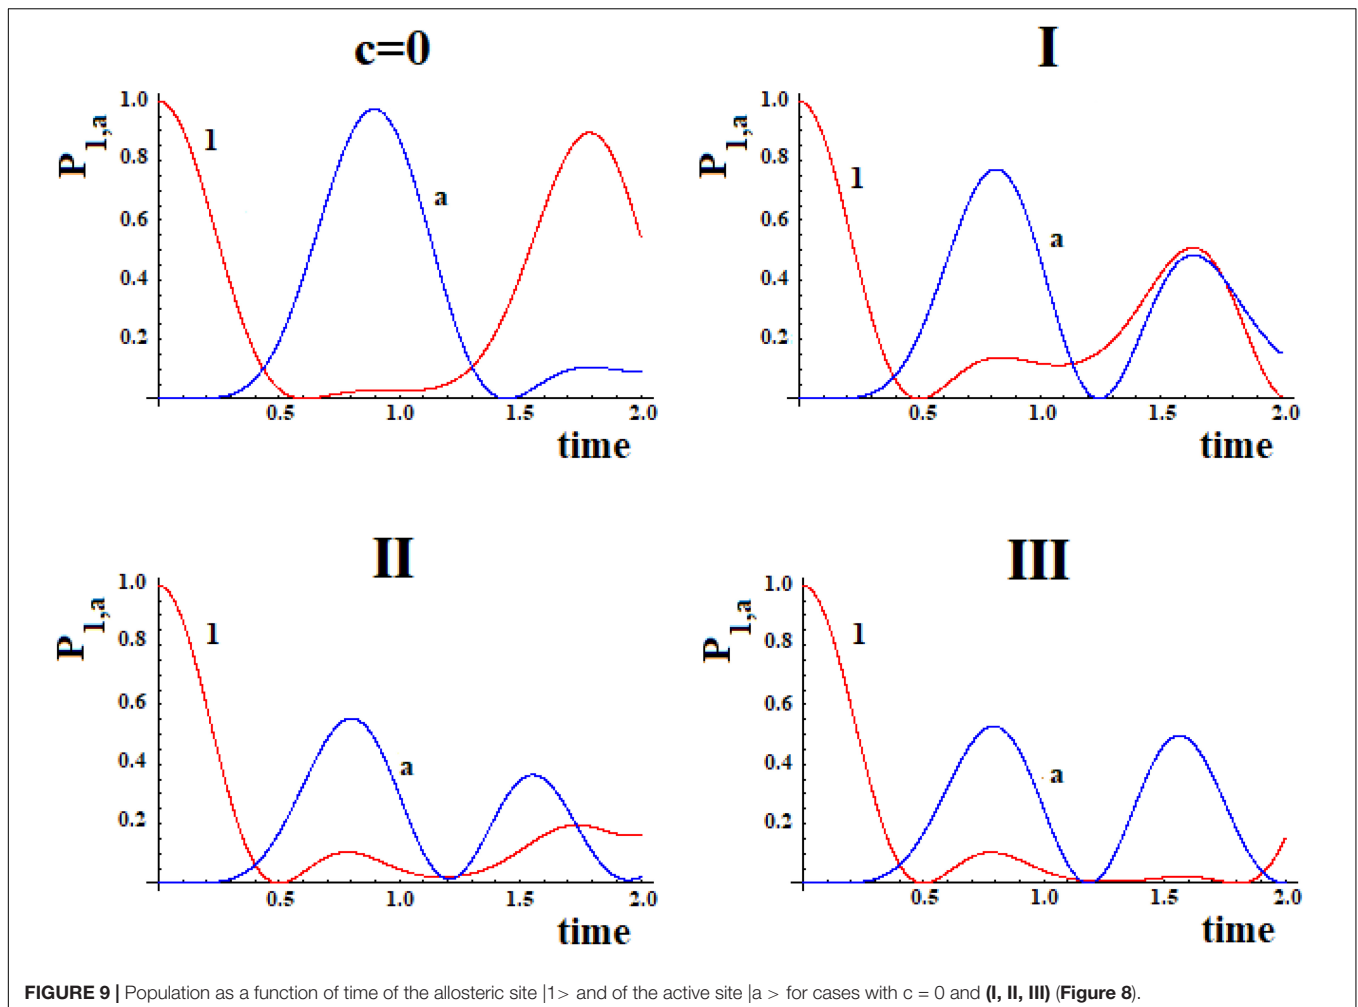 c=0
P1,a
1.0
0.8
0.6
0.4
0.2
1
a
0.5 1.0 1.5 2.0
time
I
P1,a
1.0
0.8
0.6
0.4
0.2
1
a
0.5 1.0 1.5 2.0
time
II
P1,a
1.0
0.8
0.6
0.4
0.2
1
a
0.5 1.0 1.5 2.0
time
III
P1,a
1.0
0.8
0.6
0.4
0.2
1
a
0.5 1.0 1.5 2.0
time
FIGURE 9 | Population as a function of time of the allosteric site |1> and of the active site |a > for cases with c = 0 and (I, II, III) (Figure 8).